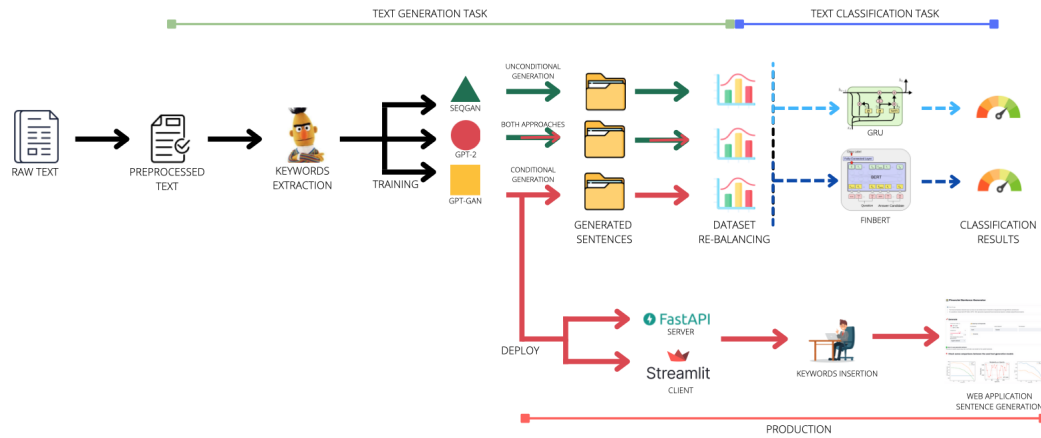 TEXT GENERATION TASK
TEXT CLASSIFICATION TASK
UNCONDITIONAL
GENERATION
SEQGAN
BOTH APPROACHES
GPT-2
CONDITIONAL
GENERATION
GPT-GAN
TRAINING
RAW TEXT
PREPROCESSED
TEXT
KEYWORDS
EXTRACTION
GENERATED
SENTENCES
DATASET
RE-BALANCING
GRU
BERT
FINBERT
CLASSIFICATION
RESULTS
DEPLOY
FastAPI
SERVER
Streamlit
CLIENT
KEYWORDS INSERTION
WEB APPLICATION
SENTENCE GENERATION
PRODUCTION